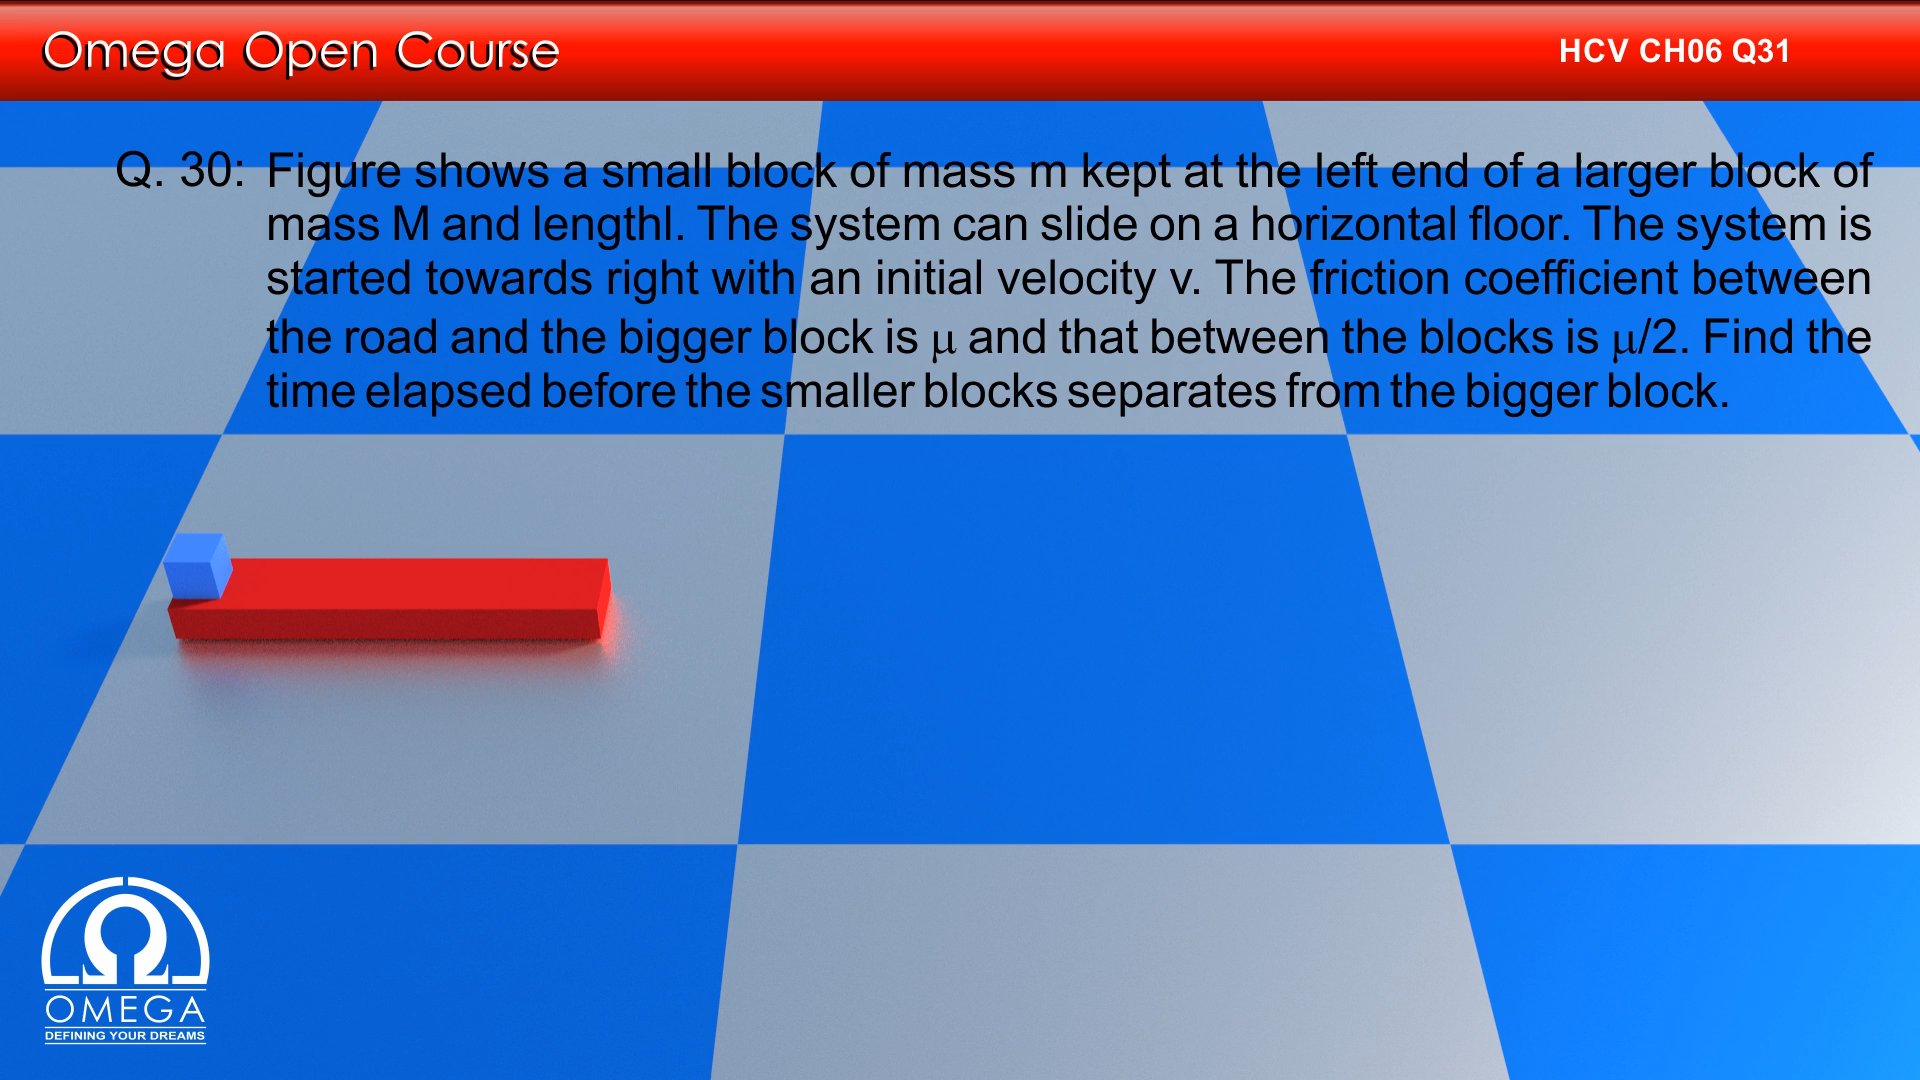 Omega Open Course
HCV CH06 Q31
Q. 30: Figure shows a small block of mass m kept at the left end of a larger block of
mass M and lengthl. The system can slide on a horizontal floor. The system is
started towards right with an initial velocity v. The friction coefficient between
the road and the bigger block is μ and that between the blocks is μ/2. Find the
time elapsed before the smaller blocks separates from the bigger block.
OMEGA
DEFINING YOUR DREAMS